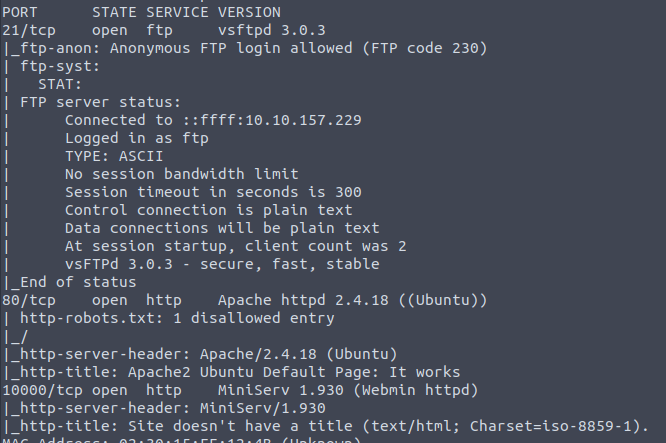 PORT      STATE SERVICE VERSION
21/tcp    open  ftp     vsftpd 3.0.3
|_ftp-anon: Anonymous FTP login allowed (FTP code 230)
| ftp-syst:
|   STAT:
| FTP server status:
|      Connected to ::ffff:10.10.157.229
|      Logged in as ftp
|      TYPE: ASCII
|      No session bandwidth limit
|      Session timeout in seconds is 300
|      Control connection is plain text
|      Data connections will be plain text
|      At session startup, client count was 2
|      vsFTPd 3.0.3 - secure, fast, stable
|_End of status
80/tcp    open  http    Apache httpd 2.4.18 ((Ubuntu))
| http-robots.txt: 1 disallowed entry
|_/
|_http-server-header: Apache/2.4.18 (Ubuntu)
|_http-title: Apache2 Ubuntu Default Page: It works
10000/tcp open  http    MiniServ 1.930 (Webmin httpd)
|_http-server-header: MiniServ/1.930
|_http-title: Site doesn't have a title (text/html; Charset=iso-8859-1).
MAC Address: